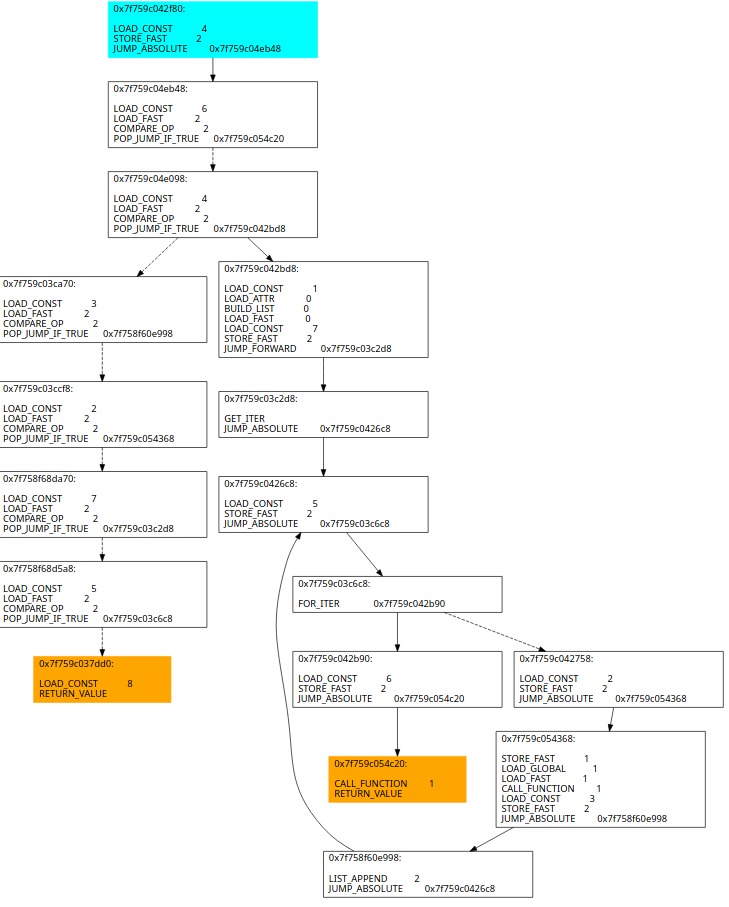 0x7f759c042f80:
LOAD_CONST 4
STORE_FAST 2
JUMP_ABSOLUTE 0x7f759c04eb48
0x7f759c04eb48:
LOAD_CONST 6
LOAD_FAST 2
COMPARE_OP 2
POP_JUMP_IF_TRUE 0x7f759c054c20
0x7f759c04e098:
LOAD_CONST 4
LOAD_FAST 2
COMPARE_OP 2
POP_JUMP_IF_TRUE 0x7f759c042bd8
0x7f759c03ca70:
LOAD_CONST 3
LOAD_FAST 2
COMPARE_OP 2
POP_JUMP_IF_TRUE 0x7f758f60e998
0x7f759c03ccf8:
LOAD_CONST 2
LOAD_FAST 2
COMPARE_OP 2
POP_JUMP_IF_TRUE 0x7f759c054368
0x7f758f68da70:
LOAD_CONST 7
LOAD_FAST 2
COMPARE_OP 2
POP_JUMP_IF_TRUE 0x7f759c03c2d8
0x7f758f68d5a8:
LOAD_CONST 5
LOAD_FAST 2
COMPARE_OP 2
POP_JUMP_IF_TRUE 0x7f759c03c6c8
0x7f759c037dd0:
LOAD_CONST 8
RETURN_VALUE
0x7f759c042bd8:
LOAD_CONST 1
LOAD_ATTR 0
BUILD_LIST 0
LOAD_FAST 0
LOAD_CONST 7
STORE_FAST 2
JUMP_FORWARD 0x7f759c03c2d8
0x7f759c03c2d8:
GET_ITER
JUMP_ABSOLUTE 0x7f759c0426c8
0x7f759c0426c8:
LOAD_CONST 5
STORE_FAST 2
JUMP_ABSOLUTE 0x7f759c03c6c8
0x7f759c03c6c8:
FOR_ITER 0x7f759c042b90
0x7f759c042b90:
LOAD_CONST 6
STORE_FAST 2
JUMP_ABSOLUTE 0x7f759c054c20
0x7f759c054c20:
CALL_FUNCTION 1
RETURN_VALUE
0x7f759c042758:
LOAD_CONST 2
STORE_FAST 2
JUMP_ABSOLUTE 0x7f759c054368
0x7f759c054368:
STORE_FAST 1
LOAD_GLOBAL 1
LOAD_FAST 1
CALL_FUNCTION 1
LOAD_CONST 3
STORE_FAST 2
JUMP_ABSOLUTE 0x7f758f60e998
0x7f758f60e998:
LIST_APPEND 2
JUMP_ABSOLUTE 0x7f759c0426c8